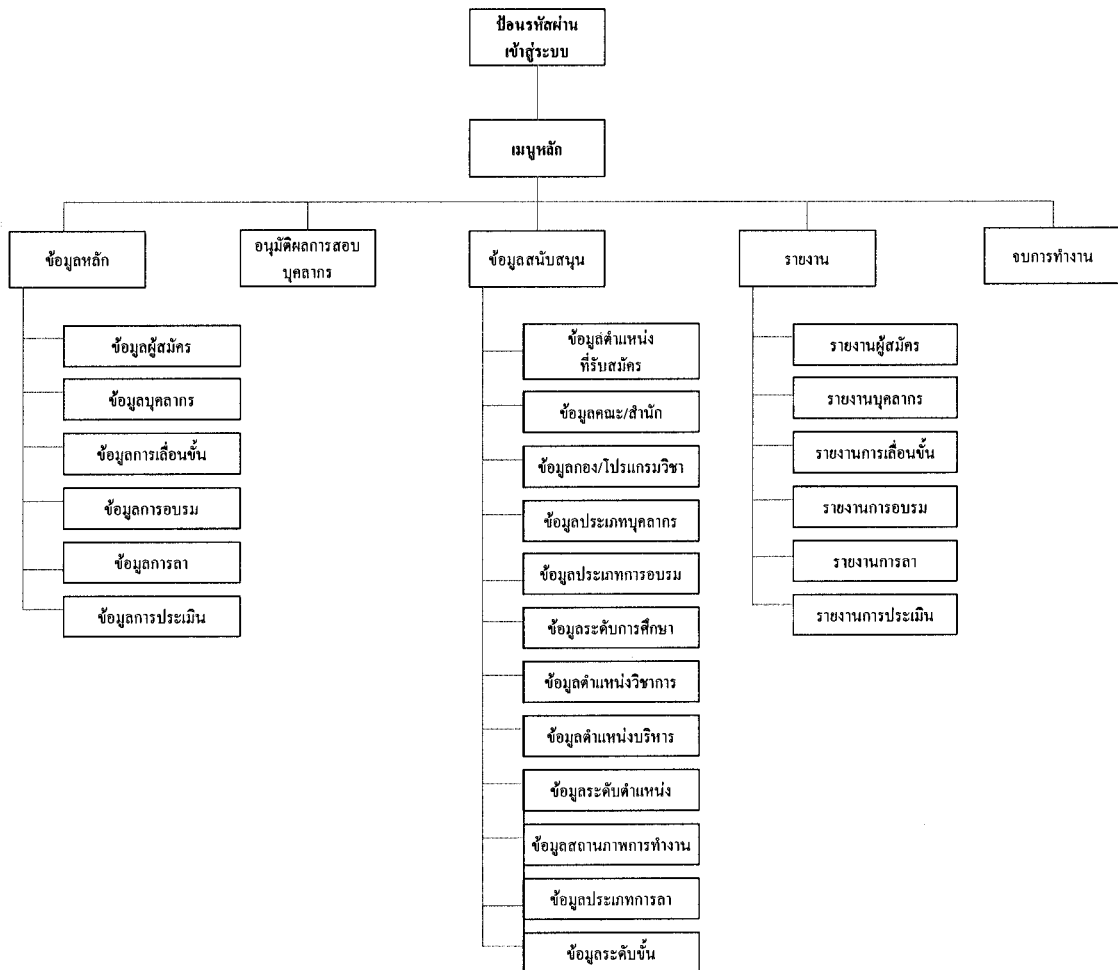 ป้อนรหัสผ่าน
เข้าสู่ระบบ
เมนูหลัก
ข้อมูลหลัก
อนุมัติผลการสอบ
บุคลากร
ข้อมูลสนับสนุน
รายงาน
จบการทำงาน
ข้อมูลผู้สมัคร
ข้อมูลบุคลากร
ข้อมูลการเลื่อนขั้น
ข้อมูลการอบรม
ข้อมูลการลา
ข้อมูลการประเมิน
ข้อมูลตำแหน่ง
ที่รับสมัคร
ข้อมูลคณะ/สำนัก
ข้อมูลกอง/โปรแกรมวิชา
ข้อมูลประเภทบุคลากร
ข้อมูลประเภทการอบรม
ข้อมูลระดับการศึกษา
ข้อมูลตำแหน่งวิชาการ
ข้อมูลตำแหน่งบริหาร
ข้อมูลระดับตำแหน่ง
ข้อมูลสถานภาพการทำงาน
ข้อมูลประเภทการลา
ข้อมูลระดับขั้น
รายงานผู้สมัคร
รายงานบุคลากร
รายงานการเลื่อนขั้น
รายงานการอบรม
รายงานการลา
รายงานการประเมิน